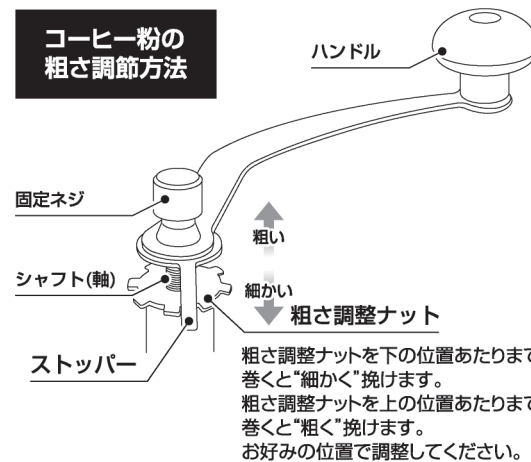 コーヒー粉の
粗さ調節方法
ハンドル
固定ネジ
粗い
シャフト(軸)
細かい
粗さ調整ナット
ストッパー
粗さ調整ナットを下の位置あたりまで
巻くと“細かく”挽けます。
粗さ調整ナットを上の位置あたりまで
巻くと“粗く”挽けます。
お好みの位置で調整してください。